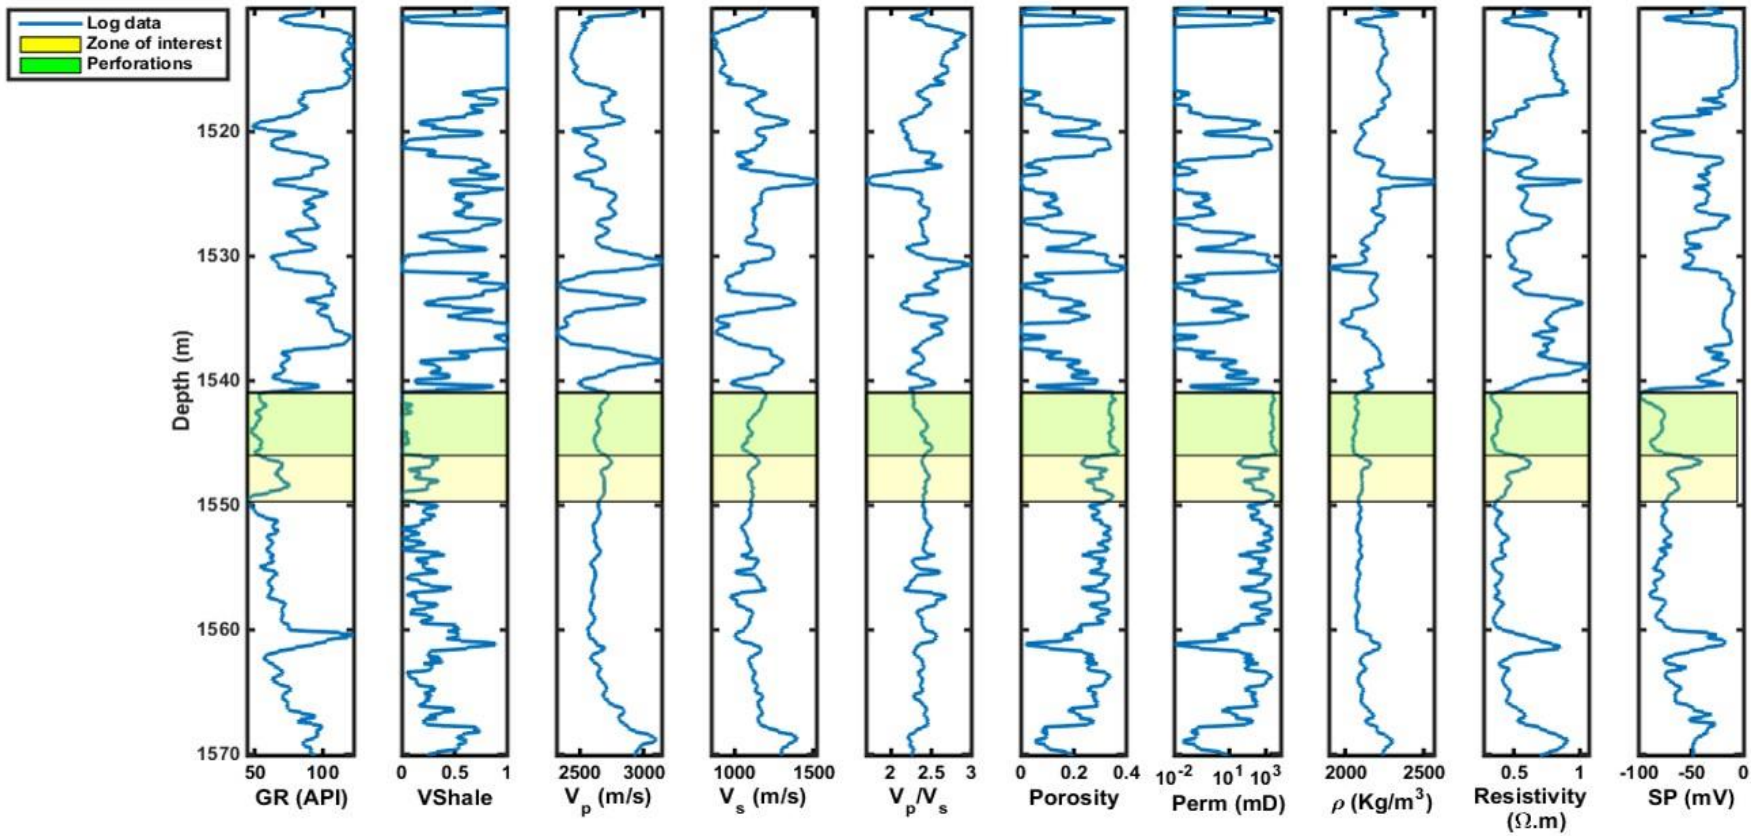 Log data
Zone of interest
Perforations
Depth (m)
1520
1530
1540
1550
1560
1570
50 100
GR (API)
0 0.5 1
VShale
2500 3000
Vp (m/s)
1000 1500
Vs (m/s)
2 2.5 3
Vp/Vs
0 0.2 0.4
Porosity
10-2 101 103
Perm (mD)
2000 2500
ρ (Kg/m3)
0.5 1
Resistivity
(Ω.m)
-100 -50 0
SP (mV)